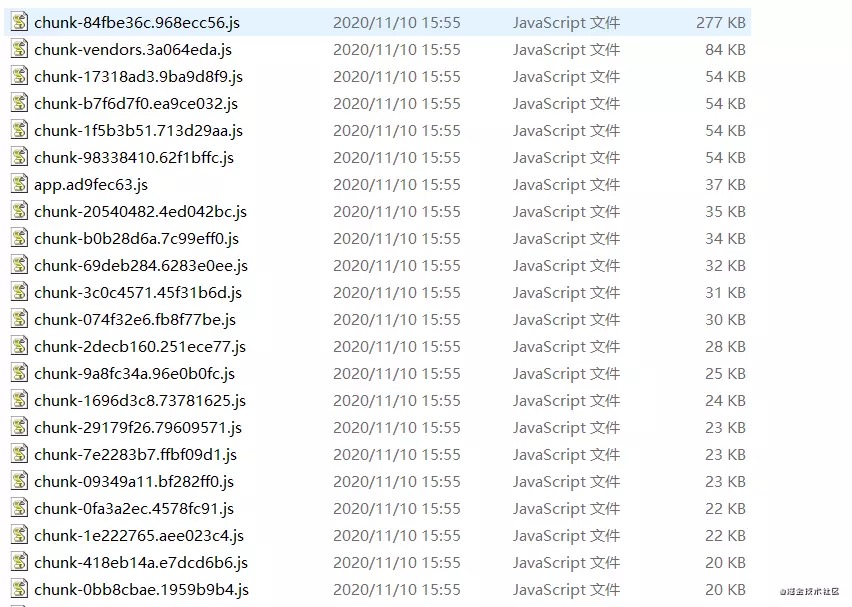 chunk-84fbe36c.968ecc56.js 2020/11/10 15:55 JavaScript 文件 277 KB
chunk-vendors.3a064eda.js 2020/11/10 15:55 JavaScript 文件 84 KB
chunk-17318ad3.9ba9d8f9.js 2020/11/10 15:55 JavaScript 文件 54 KB
chunk-b7f6d7f0.ea9ce032.js 2020/11/10 15:55 JavaScript 文件 54 KB
chunk-1f5b3b51.713d29aa.js 2020/11/10 15:55 JavaScript 文件 54 KB
chunk-98338410.62f1bffc.js 2020/11/10 15:55 JavaScript 文件 54 KB
app.ad9fec63.js 2020/11/10 15:55 JavaScript 文件 37 KB
chunk-20540482.4ed042bc.js 2020/11/10 15:55 JavaScript 文件 35 KB
chunk-b0b28d6a.7c99eff0.js 2020/11/10 15:55 JavaScript 文件 34 KB
chunk-69deb284.6283e0ee.js 2020/11/10 15:55 JavaScript 文件 32 KB
chunk-3c0c4571.45f31b6d.js 2020/11/10 15:55 JavaScript 文件 31 KB
chunk-074f32e6.fb8f77be.js 2020/11/10 15:55 JavaScript 文件 30 KB
chunk-2decb160.251ece77.js 2020/11/10 15:55 JavaScript 文件 28 KB
chunk-9a8fc34a.96e0b0fc.js 2020/11/10 15:55 JavaScript 文件 25 KB
chunk-1696d3c8.73781625.js 2020/11/10 15:55 JavaScript 文件 24 KB
chunk-29179f26.79609571.js 2020/11/10 15:55 JavaScript 文件 23 KB
chunk-7e2283b7.ffbf09d1.js 2020/11/10 15:55 JavaScript 文件 23 KB
chunk-09349a11.bf282ff0.js 2020/11/10 15:55 JavaScript 文件 23 KB
chunk-0fa3a2ec.4578fc91.js 2020/11/10 15:55 JavaScript 文件 22 KB
chunk-1e222765.aee023c4.js 2020/11/10 15:55 JavaScript 文件 22 KB
chunk-418eb14a.e7dcd6b6.js 2020/11/10 15:55 JavaScript 文件 20 KB
chunk-0bb8cbae.1959b9b4.js 2020/11/10 15:55 JavaScript 文件 20 KB
@掘金技术社区